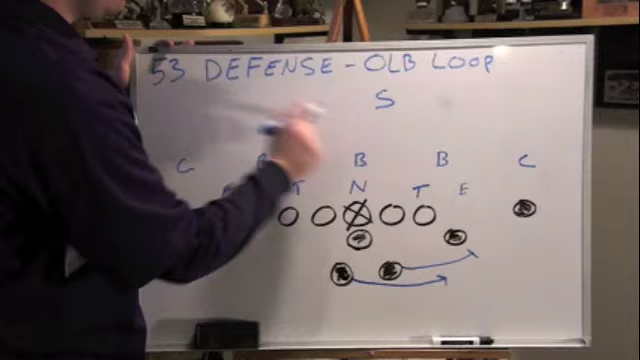 53 DEFENSE - OLB LOOP
S
C B B B C
E T N T E